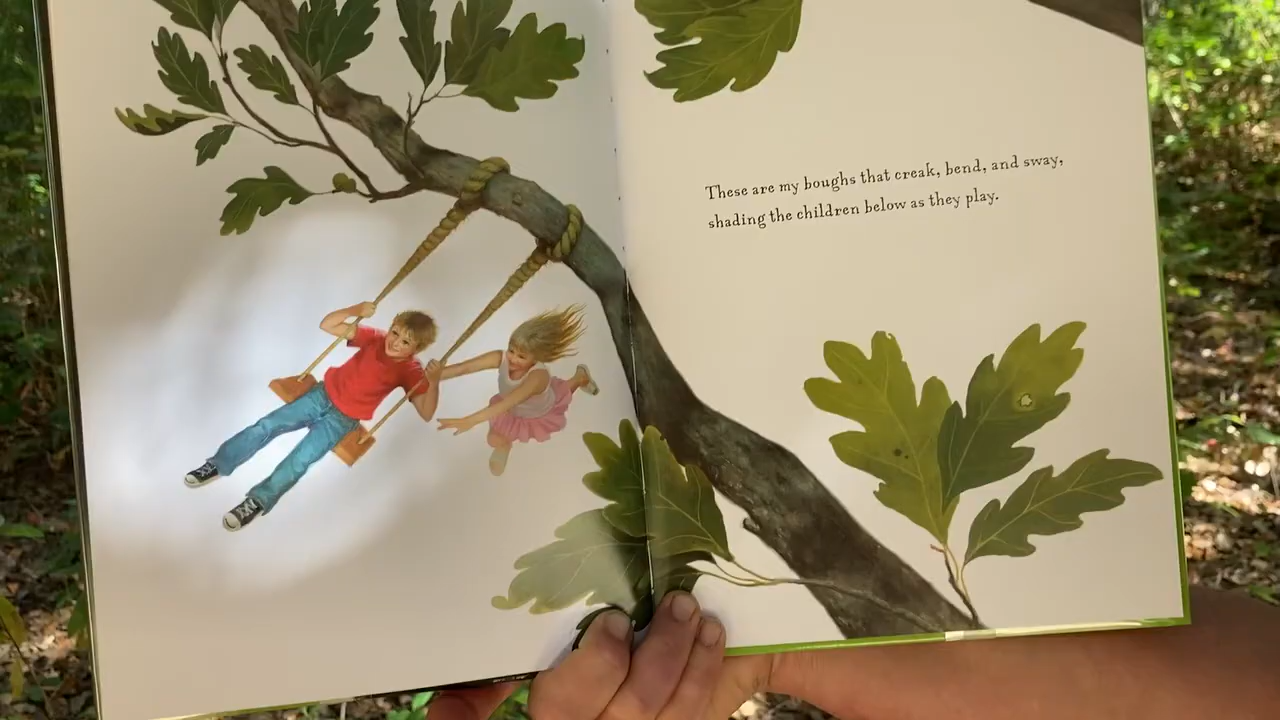 These are my boughs that creak, bend, and sway,
shading the children below as they play.